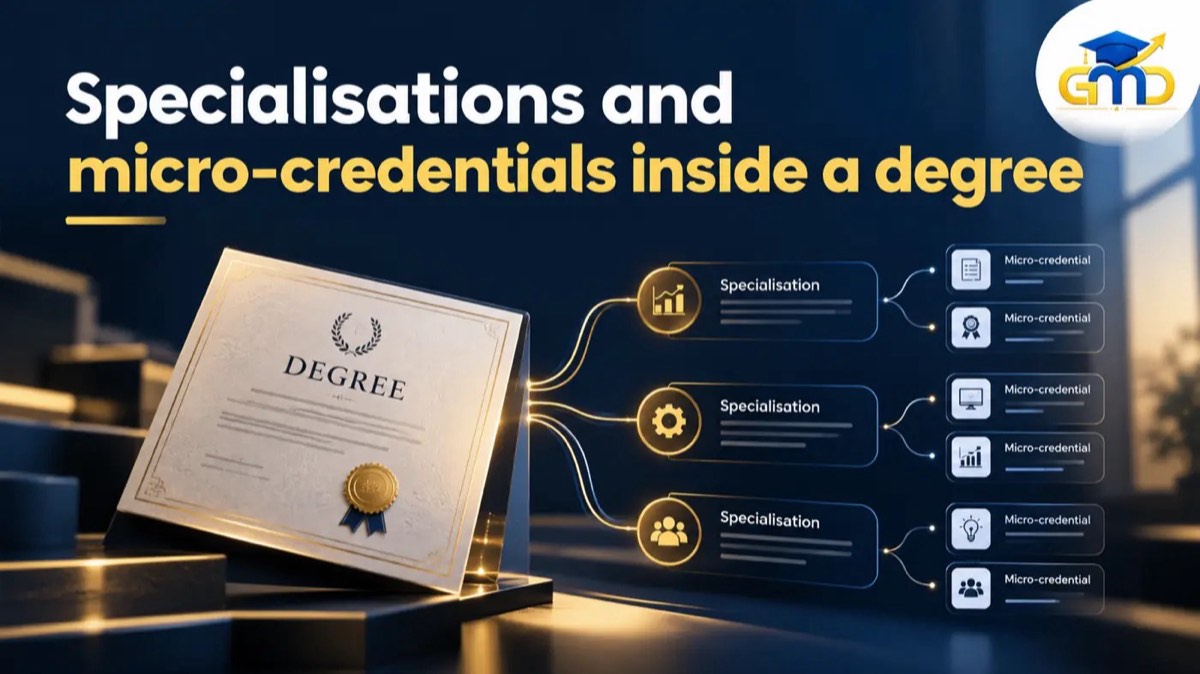 Specialisations and
micro-credentials inside a degree
GMD
DEGREE
Specialisation
Micro-credential
Micro-credential
Specialisation
Micro-credential
Micro-credential
Specialisation
Micro-credential
Micro-credential